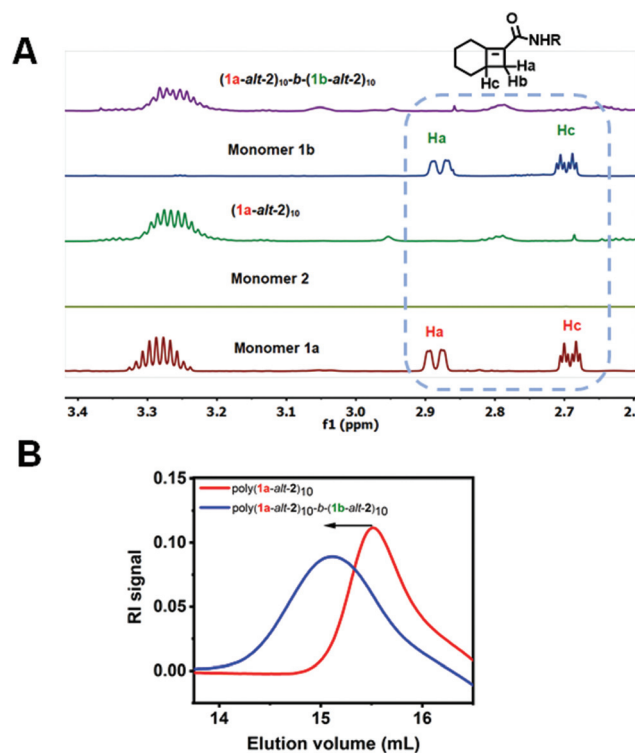 A
O
NHR
Ha
Hb
Hc
(1a-alt-2)10-b-(1b-alt-2)10
Ha
Hc
Monomer 1b
(1a-alt-2)10
Monomer 2
Ha
Hc
Monomer 1a
3.4 3.3 3.2 3.1 3.0 2.9 2.8 2.7 2.
f1 (ppm)
B
0.15
poly(1a-alt-2)10
poly(1a-alt-2)10-b-(1b-alt-2)10
0.10
RI signal
0.05
0.00
14 15 16
Elution volume (mL)